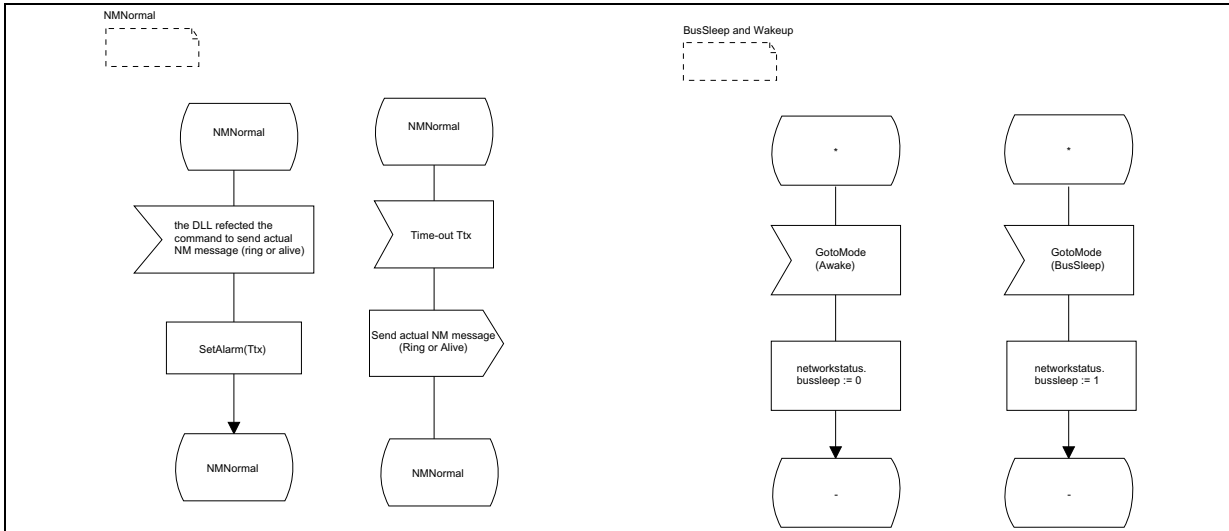 NMNormal
NMNormal
the DLL refected the
command to send actual
NM message (ring or alive)
SetAlarm(Ttx)
NMNormal
NMNormal
Time-out Ttx
Send actual NM message
(Ring or Alive)
NMNormal
BusSleep and Wakeup
*
GotoMode
(Awake)
networkstatus.
bussleep := 0
-
*
GotoMode
(BusSleep)
networkstatus.
bussleep := 1
-